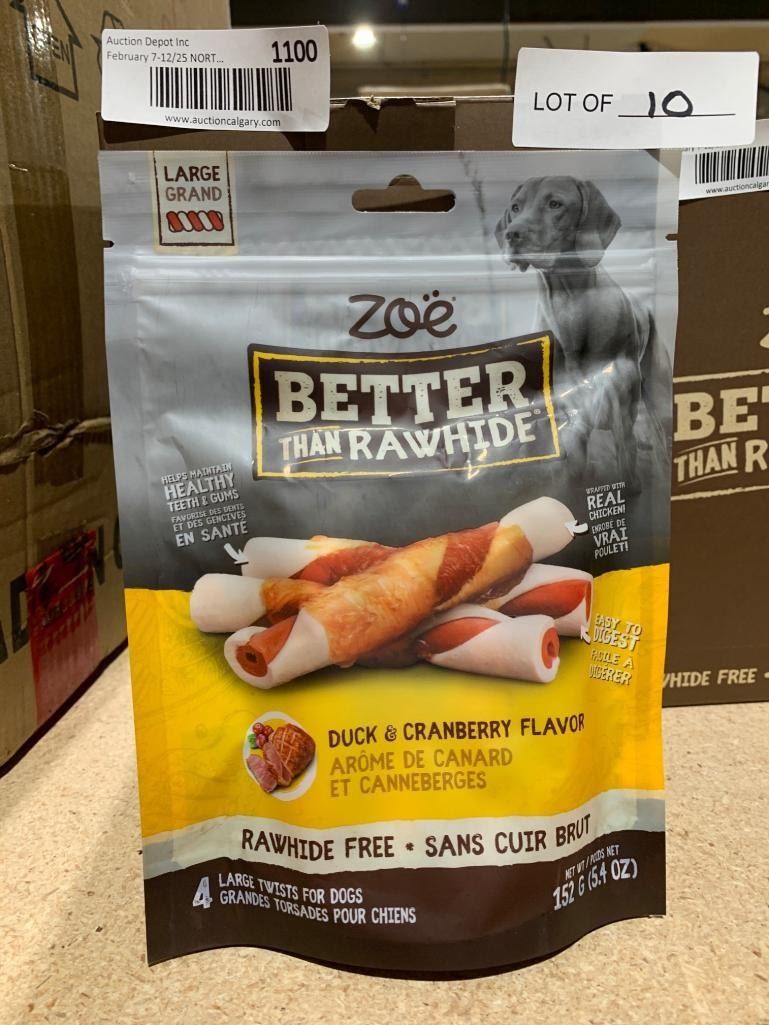 Auction Depot Inc
February 7-12/25 NORT...
1100
www.auctioncalgary.com
LOT OF 10
www.auctioncalgar
LARGE
GRAND
zoë
BETTER
THAN RAWHIDE®
HELPS MAINTAIN
HEALTHY
TEETH & GUMS
FAVORISE DES DENTS
ET DES GENCIVES
EN SANTÉ
WRAPPED WITH
REAL
CHICKEN!
ENROBÉ DE
VRAI
POULET!
EASY TO
DIGEST
FACILE À
DIGÉRER
DUCK & CRANBERRY FLAVOR
ARÔME DE CANARD
ET CANNEBERGES
RAWHIDE FREE • SANS CUIR BRUT
4 LARGE TWISTS FOR DOGS
GRANDES TORSADES POUR CHIENS
NET WT / POIDS NET
152 G (5.4 OZ)
BE
THAN R
WHIDE FREE